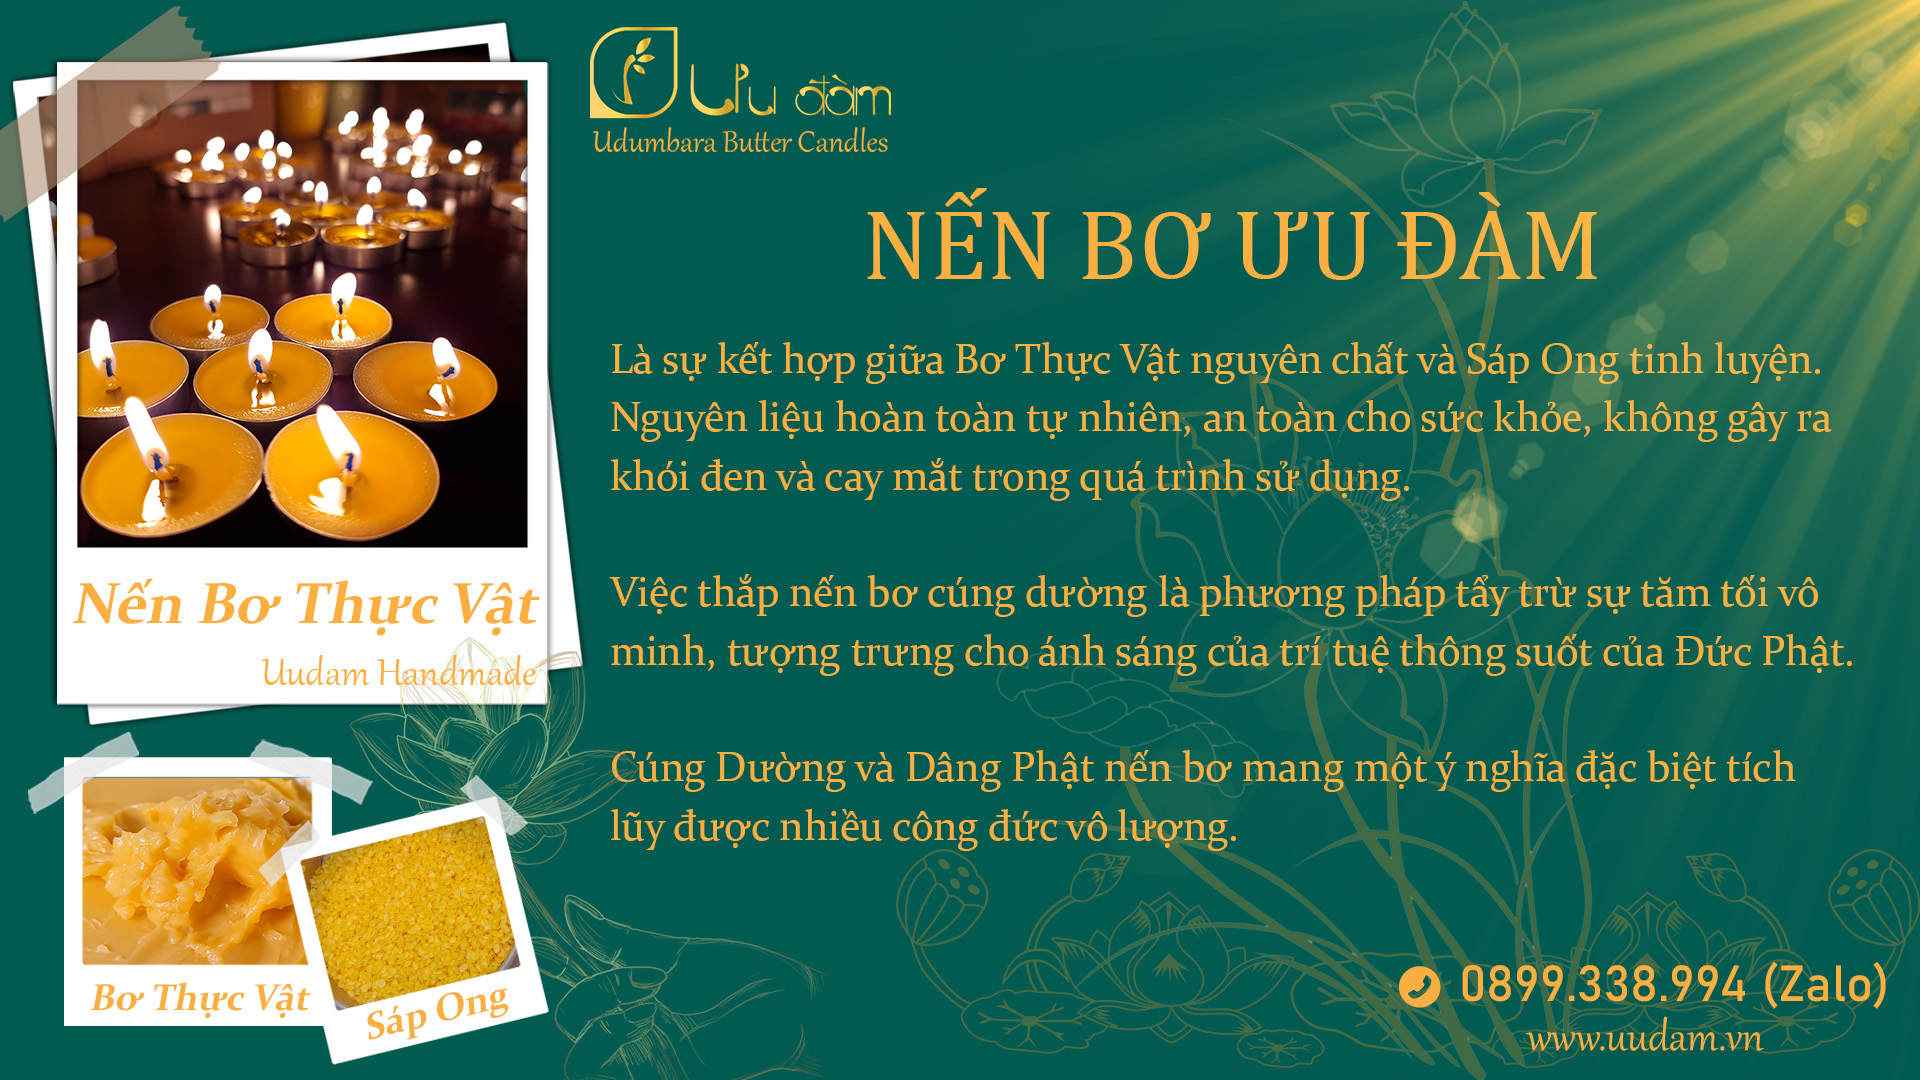 Ưu đàm
Udumbara Butter Candles
NẾN BƠ ƯU ĐÀM
Là sự kết hợp giữa Bơ Thực Vật nguyên chất và Sáp Ong tinh luyện.
Nguyên liệu hoàn toàn tự nhiên, an toàn cho sức khỏe, không gây ra
khói đen và cay mắt trong quá trình sử dụng.
Việc thắp nến bơ cúng dường là phương pháp tẩy trừ sự tăm tối vô
minh, tượng trưng cho ánh sáng của trí tuệ thông suốt của Đức Phật.
Cúng Dường và Dâng Phật nến bơ mang một ý nghĩa đặc biệt tích
lũy được nhiều công đức vô lượng.
Nến Bơ Thực Vật
Uudam Handmade
Bơ Thực Vật
Sáp Ong
0899.338.994 (Zalo)
www.uudam.vn